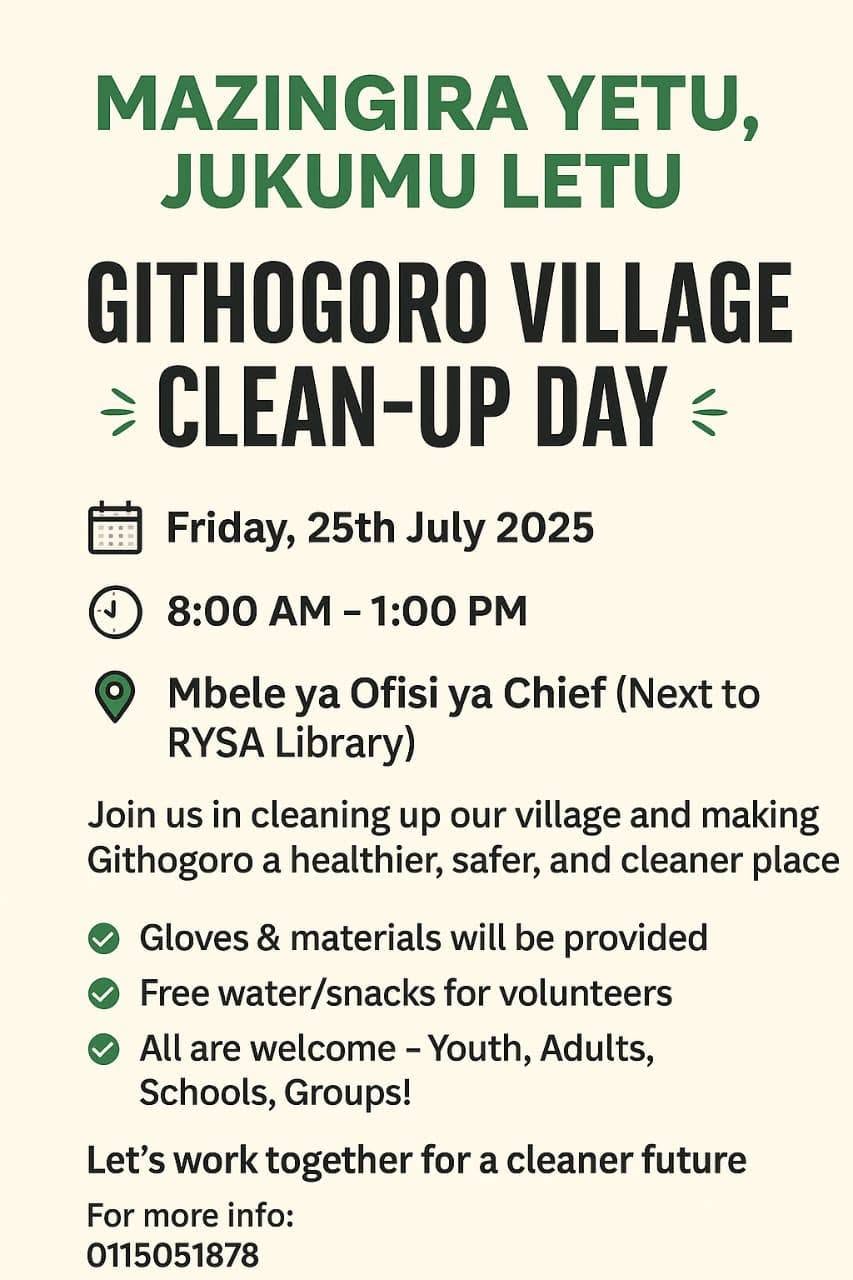 MAZINGIRA YETU,
JUKUMU LETU
GITHOGORO VILLAGE
CLEAN-UP DAY
Friday, 25th July 2025
8:00 AM – 1:00 PM
Mbele ya Ofisi ya Chief (Next to
RYSA Library)
Join us in cleaning up our village and making
Githogoro a healthier, safer, and cleaner place
Gloves & materials will be provided
Free water/snacks for volunteers
All are welcome – Youth, Adults,
Schools, Groups!
Let's work together for a cleaner future
For more info:
0115051878